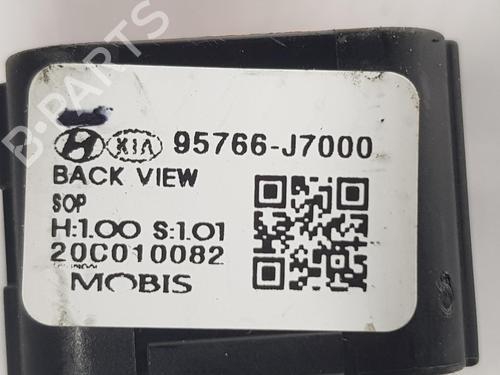 KIA 95766-J7000
BACK VIEW
SOP
H:1.00 S:1.01
20C010082
MOBIS
B-PARTS